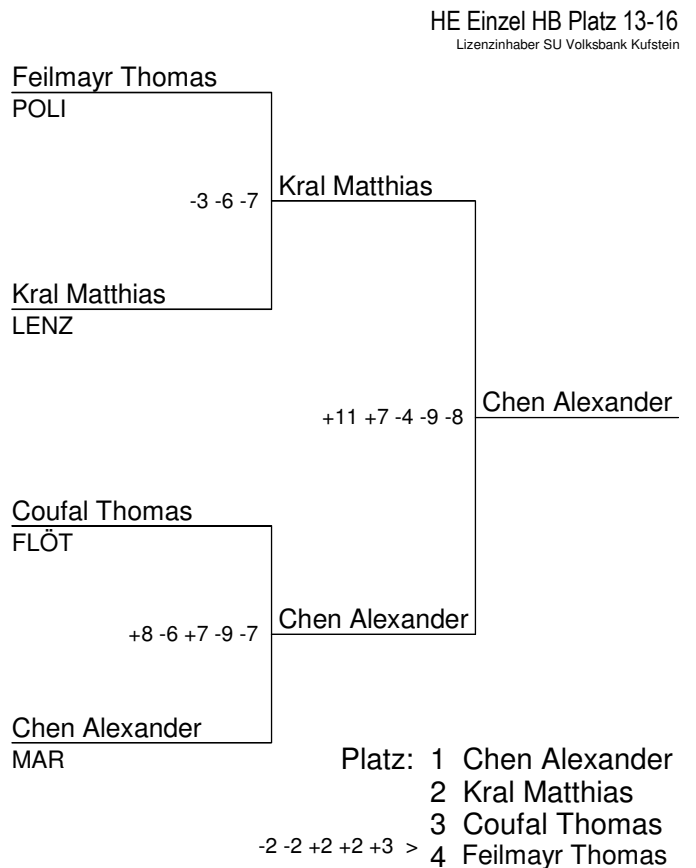 HE Einzel HB Platz 13-16
Lizenzinhaber SU Volksbank Kufstein
Feilmayr Thomas
POLI
Kral Matthias
-3 -6 -7
Kral Matthias
LENZ
Chen Alexander
+11 +7 -4 -9 -8
Coufal Thomas
FLÖT
Chen Alexander
+8 -6 +7 -9 -7
Chen Alexander
MAR
Platz: 1 Chen Alexander
2 Kral Matthias
3 Coufal Thomas
-2 -2 +2 +2 +3 > 4 Feilmayr Thomas